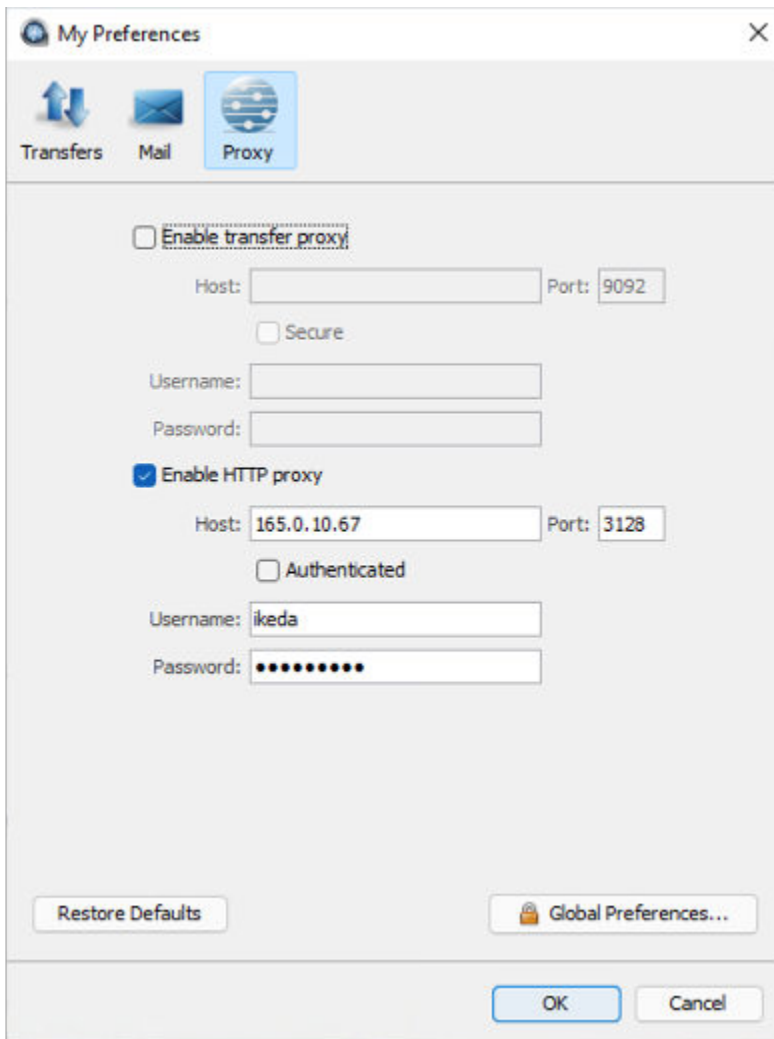 My Preferences
Transfers Mail Proxy
Enable transfer proxy
Host: Port: 9092
Secure
Username:
Password:
Enable HTTP proxy
Host: 165.0.10.67 Port: 3128
Authenticated
Username: ikeda
Password: •••••••••
Restore Defaults Global Preferences...
OK Cancel